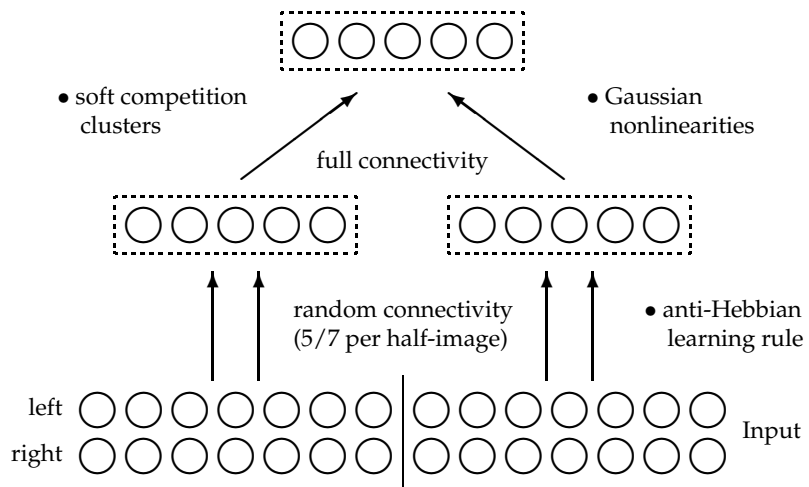 • soft competition
clusters
• Gaussian
nonlinearities
full connectivity
random connectivity
(5/7 per half-image)
• anti-Hebbian
learning rule
left
right
Input